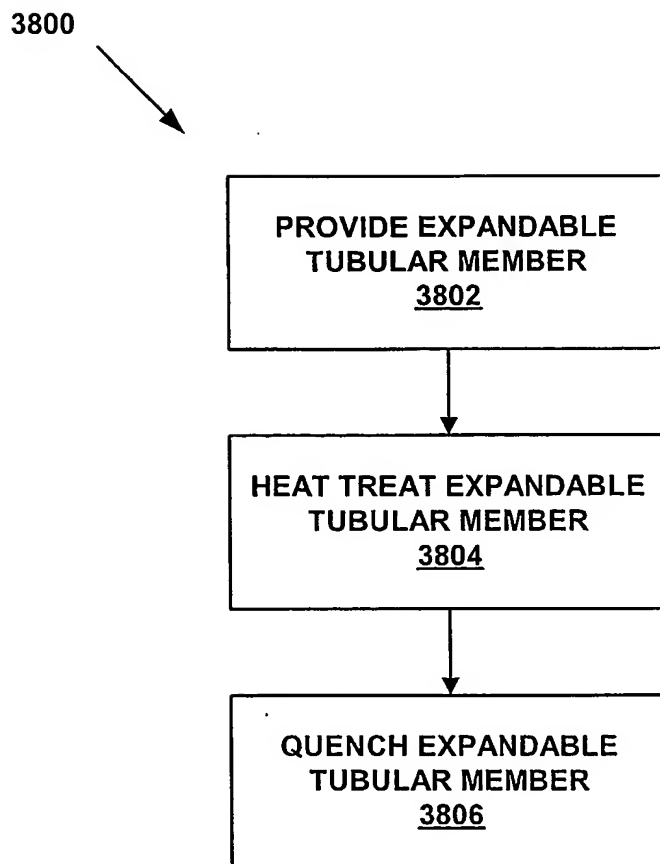 3800
PROVIDE EXPANDABLE
TUBULAR MEMBER
3802
HEAT TREAT EXPANDABLE
TUBULAR MEMBER
3804
QUENCH EXPANDABLE
TUBULAR MEMBER
3806